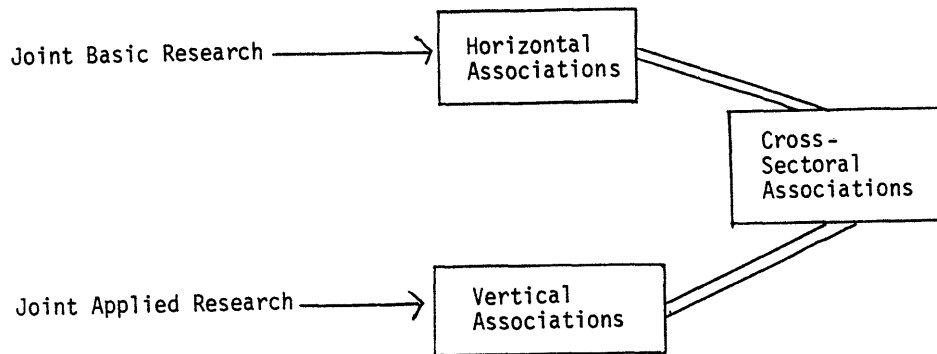 Joint Basic Research
Horizontal
Associations
Cross-
Sectoral
Associations
Joint Applied Research
Vertical
Associations